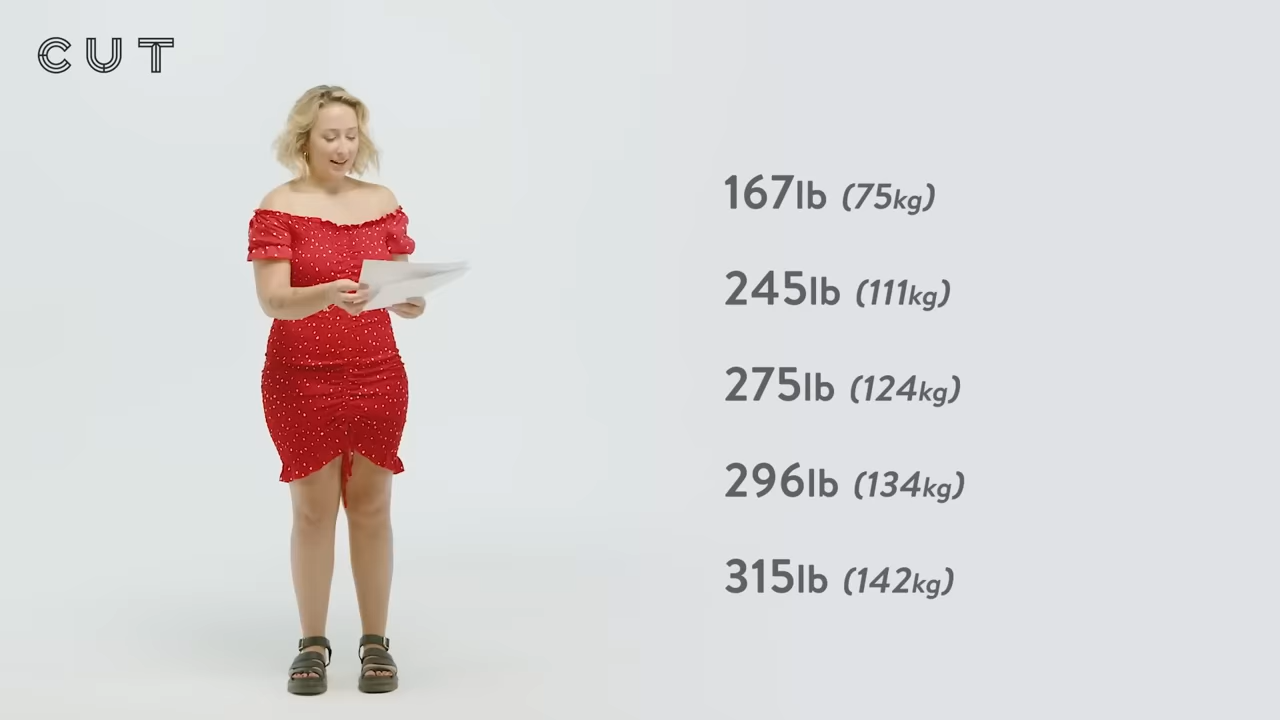 CUT
167lb (75kg)
245lb (111kg)
275lb (124kg)
296lb (134kg)
315lb (142kg)